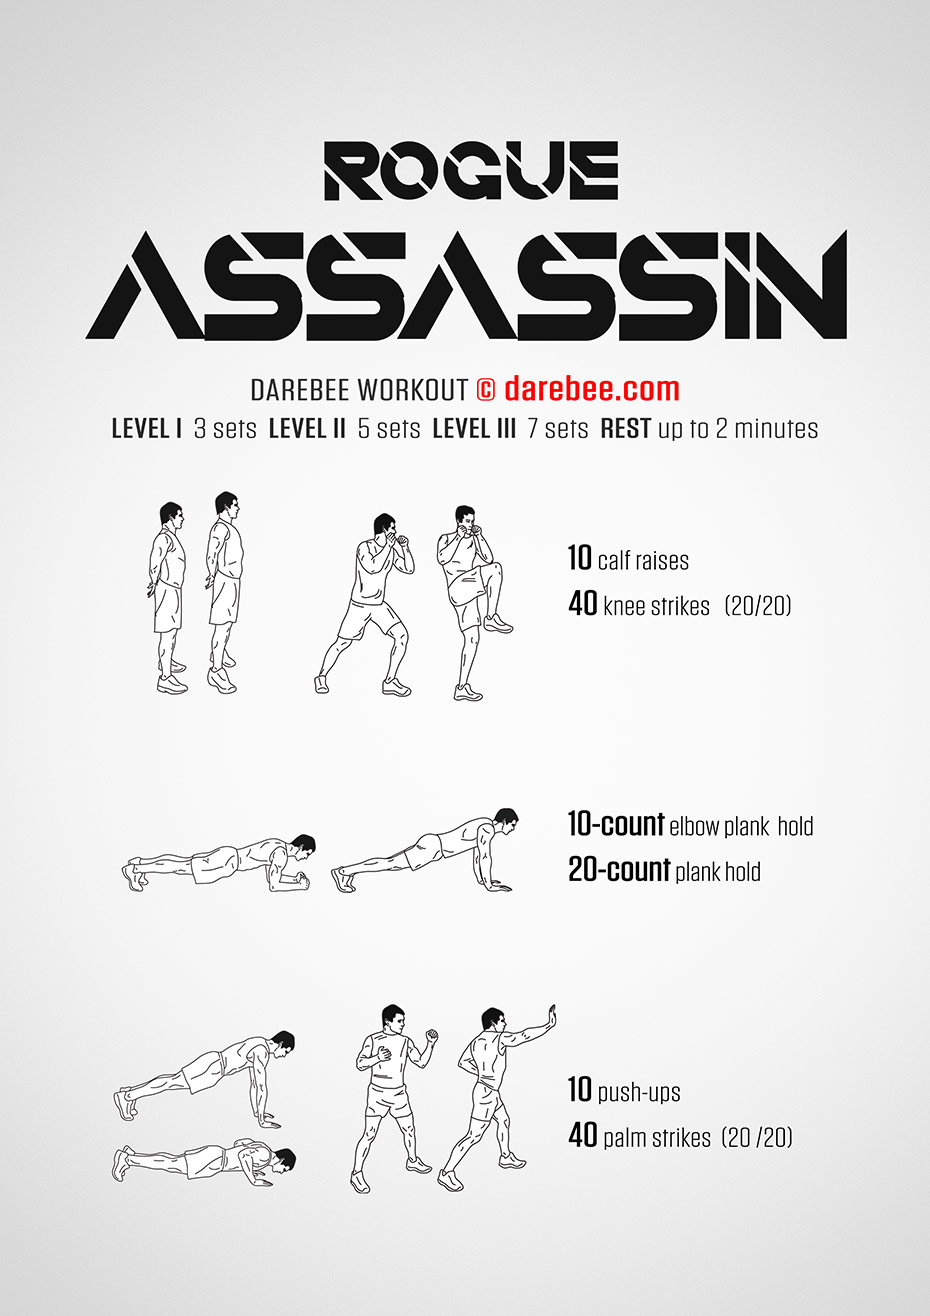 ROGUE
ASSASSIN
DAREBEE WORKOUT © darebee.com
LEVEL I 3 sets LEVEL II 5 sets LEVEL III 7 sets REST up to 2 minutes
10 calf raises
40 knee strikes (20/20)
10-count elbow plank hold
20-count plank hold
10 push-ups
40 palm strikes (20 /20)